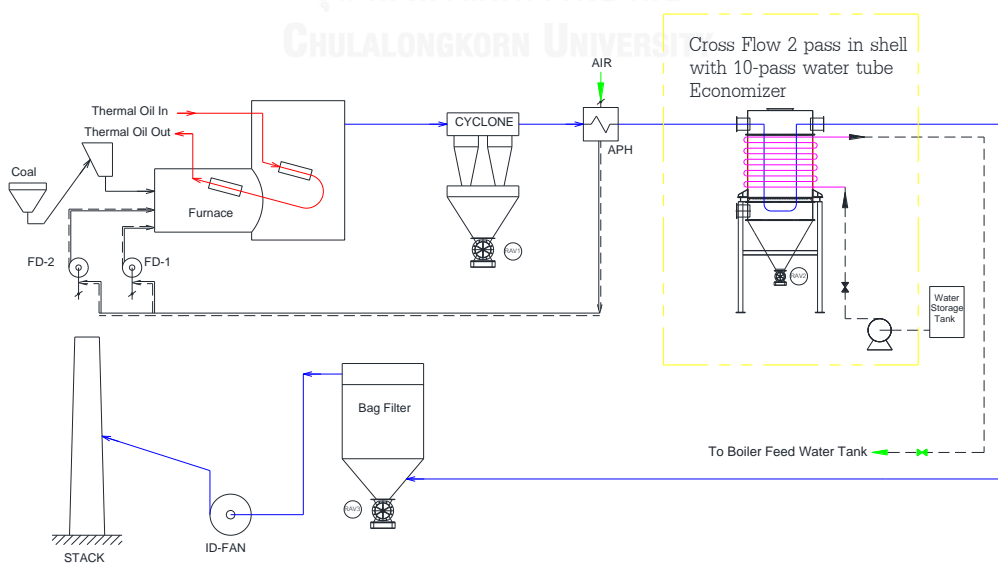 CHULALONGKORN UNIVERSITY
Cross Flow 2 pass in shell
with 10-pass water tube
Economizer
AIR
Thermal Oil In
Thermal Oil Out
CYCLONE
APH
Coal
Furnace
FD-2
FD-1
RAV1
RAV2
Water
Storage
Tank
Bag Filter
To Boiler Feed Water Tank
RAV3
ID-FAN
STACK